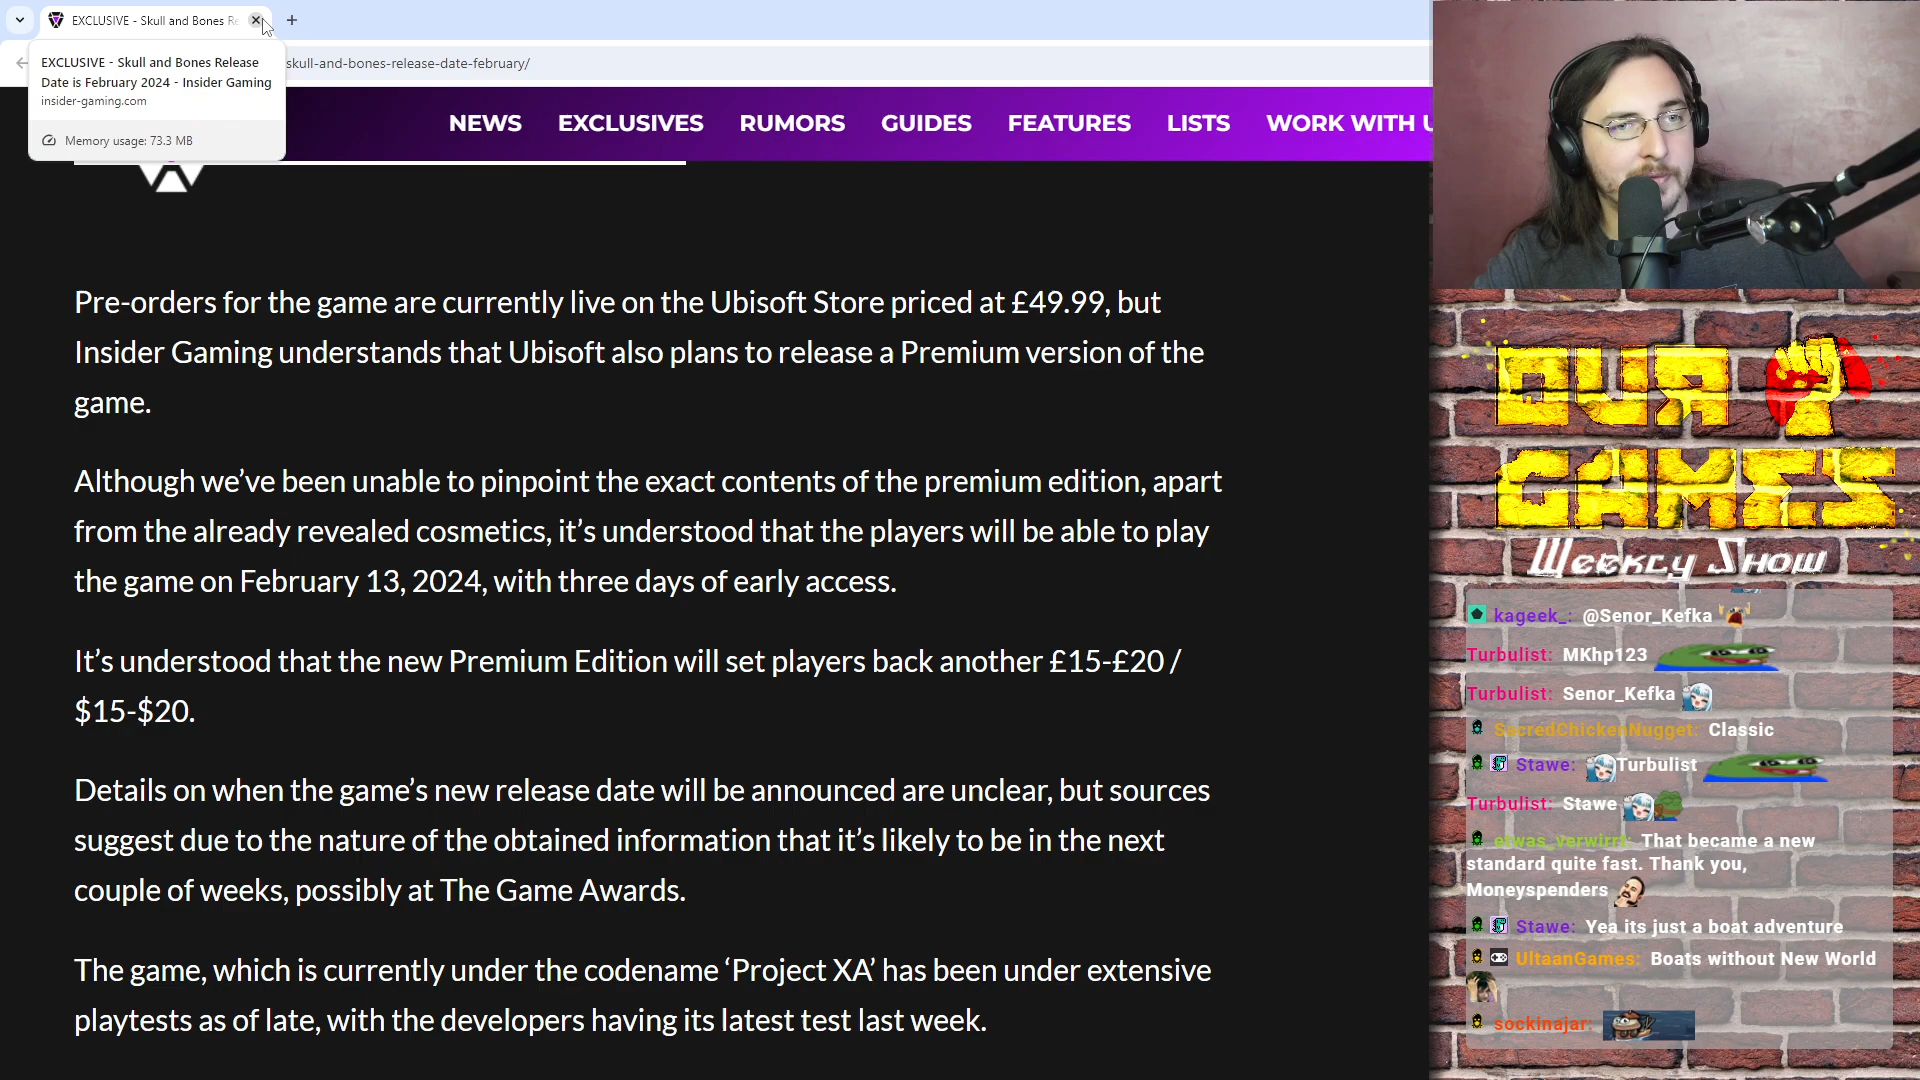 EXCLUSIVE - Skull and Bones Re
EXCLUSIVE - Skull and Bones Release
Date is February 2024 - Insider Gaming
insider-gaming.com
Memory usage: 73.3 MB
skull-and-bones-release-date-february/
NEWS EXCLUSIVES RUMORS GUIDES FEATURES LISTS WORK WITH U
Pre-orders for the game are currently live on the Ubisoft Store priced at £49.99, but
Insider Gaming understands that Ubisoft also plans to release a Premium version of the
game.
Although we’ve been unable to pinpoint the exact contents of the premium edition, apart
from the already revealed cosmetics, it’s understood that the players will be able to play
the game on February 13, 2024, with three days of early access.
It’s understood that the new Premium Edition will set players back another £15-£20 /
$15-$20.
Details on when the game’s new release date will be announced are unclear, but sources
suggest due to the nature of the obtained information that it’s likely to be in the next
couple of weeks, possibly at The Game Awards.
The game, which is currently under the codename ‘Project XA’ has been under extensive
playtests as of late, with the developers having its latest test last week.
OUR
GAMES
Weekly Show
kageek_: @Senor_Kefka
Turbulist: MKhp123
Turbulist: Senor_Kefka
SacredChickenNugget: Classic
Stawe: Turbulist
Turbulist: Stawe
etwas_verwirrt: That became a new
standard quite fast. Thank you,
Moneyspenders
Stawe: Yea its just a boat adventure
UltaanGames: Boats without New World
sockinajar: